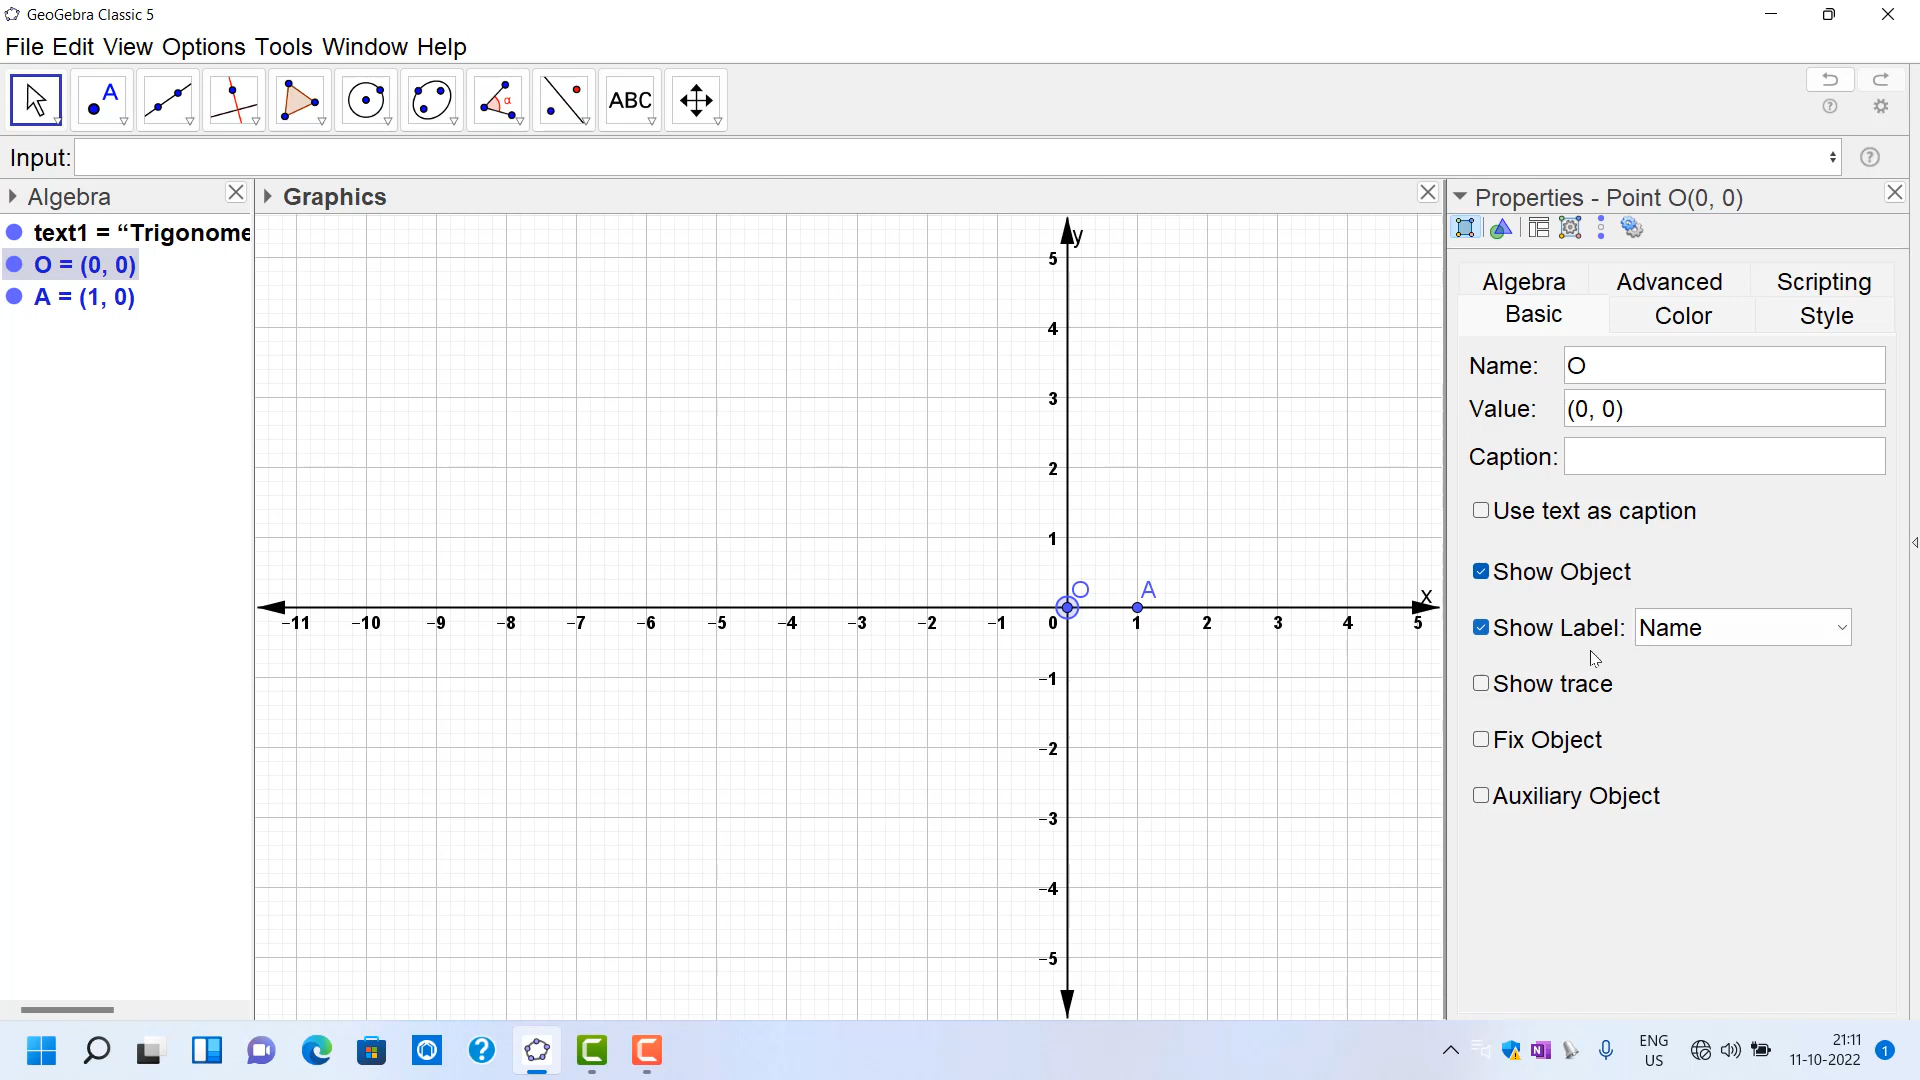 GeoGebra Classic 5
File Edit View Options Tools Window Help
A
α
ABC
Input:
Algebra
Graphics
Properties - Point O(0, 0)
text1 = “Trigonome
O = (0, 0)
A = (1, 0)
y
5
4
3
2
1
O
A
x
-11 -10 -9 -8 -7 -6 -5 -4 -3 -2 -1 0 1 2 3 4 5
-1
-2
-3
-4
-5
Algebra Advanced Scripting
Basic Color Style
Name: O
Value: (0, 0)
Caption:
Use text as caption
Show Object
Show Label: Name
Show trace
Fix Object
Auxiliary Object
ENG
US
21:11
11-10-2022
1